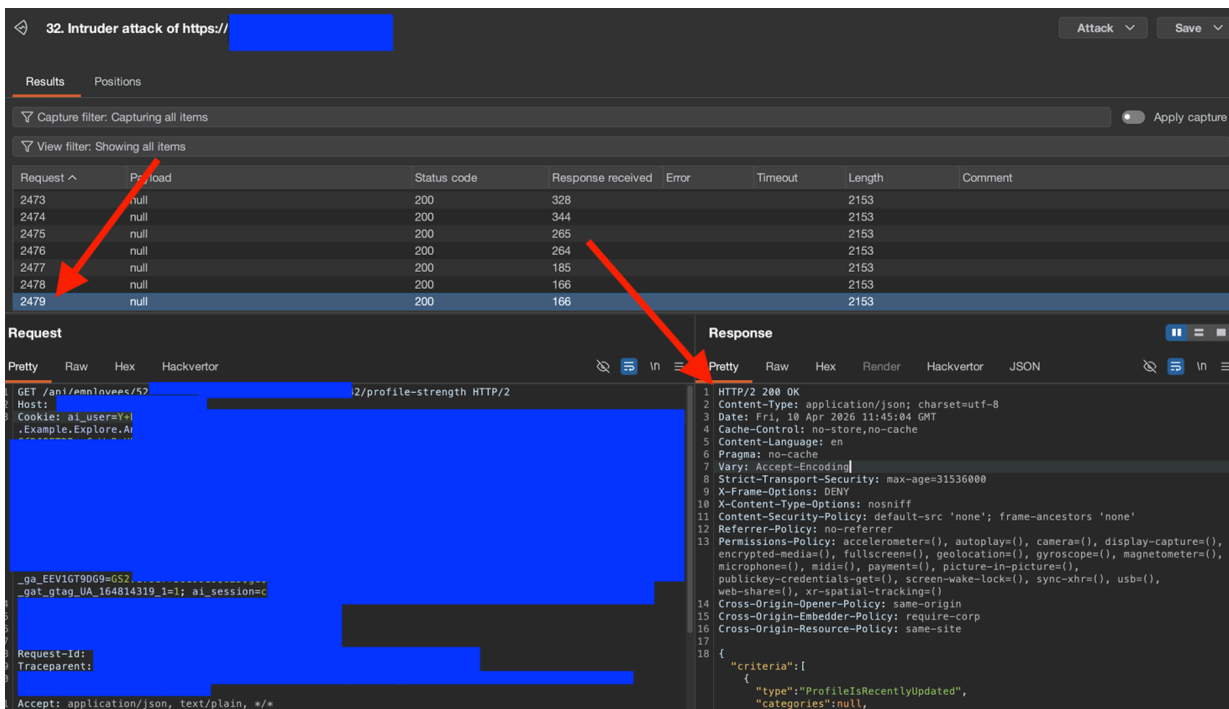 32. Intruder attack of https://
Attack
Save
Results Positions
Capture filter: Capturing all items
Apply capture
View filter: Showing all items
Request Payload Status code Response received Error Timeout Length Comment
2473 null 200 328 2153
2474 null 200 344 2153
2475 null 200 265 2153
2476 null 200 264 2153
2477 null 200 185 2153
2478 null 200 166 2153
2479 null 200 166 2153
Request
Pretty Raw Hex Hackvertor \n
GET /api/employees/52 52/profile-strength HTTP/2
Host:
Cookie: ai_user=Y+
.Example.Explore.A
_ga_EEV1GT9DG9=GS2.
_gat_gtag_UA_164814319_1=1; ai_session=c
Request-Id:
Traceparent:
Accept: application/json, text/plain, */*
Response
Pretty Raw Hex Render Hackvertor JSON \n
1 HTTP/2 200 OK
2 Content-Type: application/json; charset=utf-8
3 Date: Fri, 10 Apr 2026 11:45:04 GMT
4 Cache-Control: no-store,no-cache
5 Content-Language: en
6 Pragma: no-cache
7 Vary: Accept-Encoding
8 Strict-Transport-Security: max-age=31536000
9 X-Frame-Options: DENY
10 X-Content-Type-Options: nosniff
11 Content-Security-Policy: default-src 'none'; frame-ancestors 'none'
12 Referrer-Policy: no-referrer
13 Permissions-Policy: accelerometer=(), autoplay=(), camera=(), display-capture=(),
encrypted-media=(), fullscreen=(), geolocation=(), gyroscope=(), magnetometer=(),
microphone=(), midi=(), payment=(), picture-in-picture=(),
publickey-credentials-get=(), screen-wake-lock=(), sync-xhr=(), usb=(),
web-share=(), xr-spatial-tracking=()
14 Cross-Origin-Opener-Policy: same-origin
15 Cross-Origin-Embedder-Policy: require-corp
16 Cross-Origin-Resource-Policy: same-site
17
18 {
"criteria":[
{
"type":"ProfileIsRecentlyUpdated",
"categories":null,